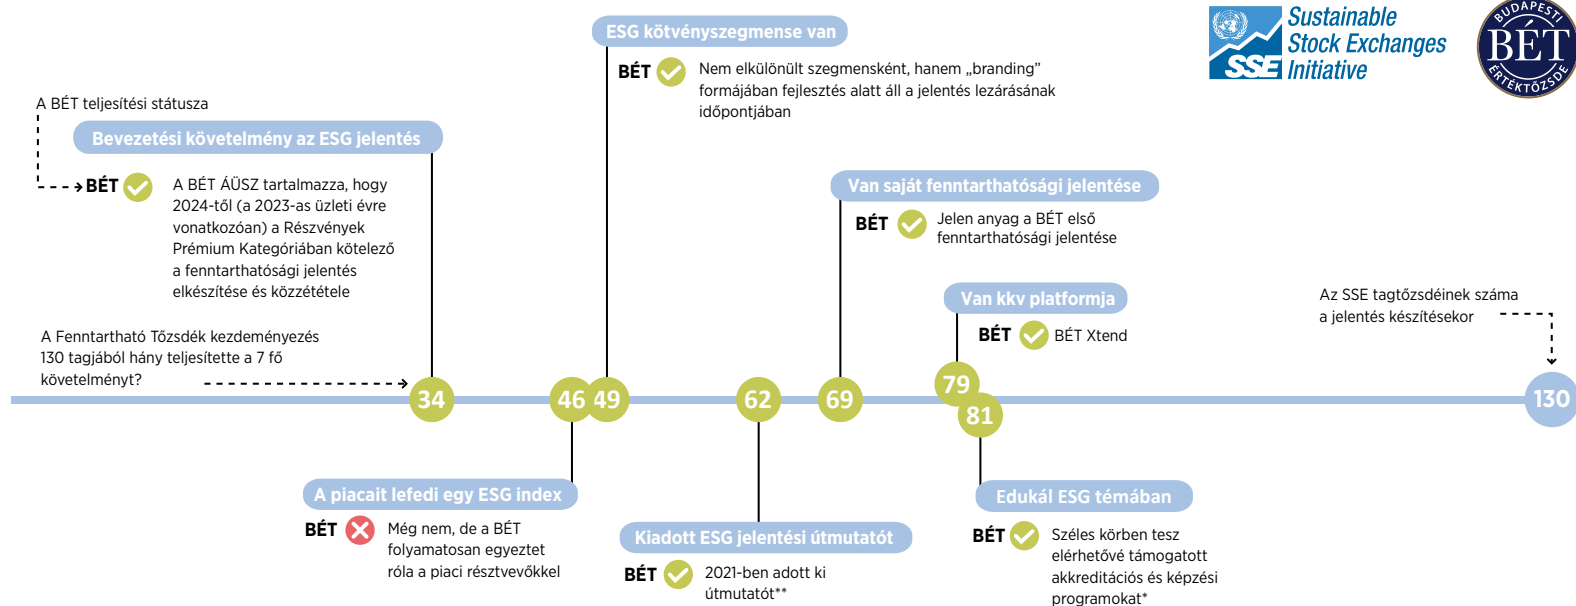 Sustainable
Stock Exchanges
Initiative
SSE
BUDAPESTI
BÉT
ÉRTÉKTŐZSDE
ESG kötvényszegmense van
BÉT
Nem elkülönült szegmensként, hanem „branding”
formájában fejlesztés alatt áll a jelentés lezárásának
időpontjában
A BÉT teljesítési státusza
Bevezetési követelmény az ESG jelentés
BÉT
A BÉT ÁÜSZ tartalmazza, hogy
2024-től (a 2023-as üzleti évre
vonatkozóan) a Részvények
Prémium Kategóriában kötelező
a fenntarthatósági jelentés
elkészítése és közzététele
Van saját fenntarthatósági jelentése
BÉT
Jelen anyag a BÉT első
fenntarthatósági jelentése
Van kkv platformja
BÉT
BÉT Xtend
Az SSE tagtőzsdéinek száma
a jelentés készítésekor
A Fenntartható Tőzsdék kezdeményezés
130 tagjából hány teljesítette a 7 fő
követelményt?
34
46
49
62
69
79
81
130
A piacait lefedi egy ESG index
BÉT
Még nem, de a BÉT
folyamatosan egyeztet
róla a piaci résztvevőkkel
Kiadott ESG jelentési útmutatót
BÉT
2021-ben adott ki
útmutatót**
Edukál ESG témában
BÉT
Széles körben tesz
elérhetővé támogatott
akkreditációs és képzési
programokat*